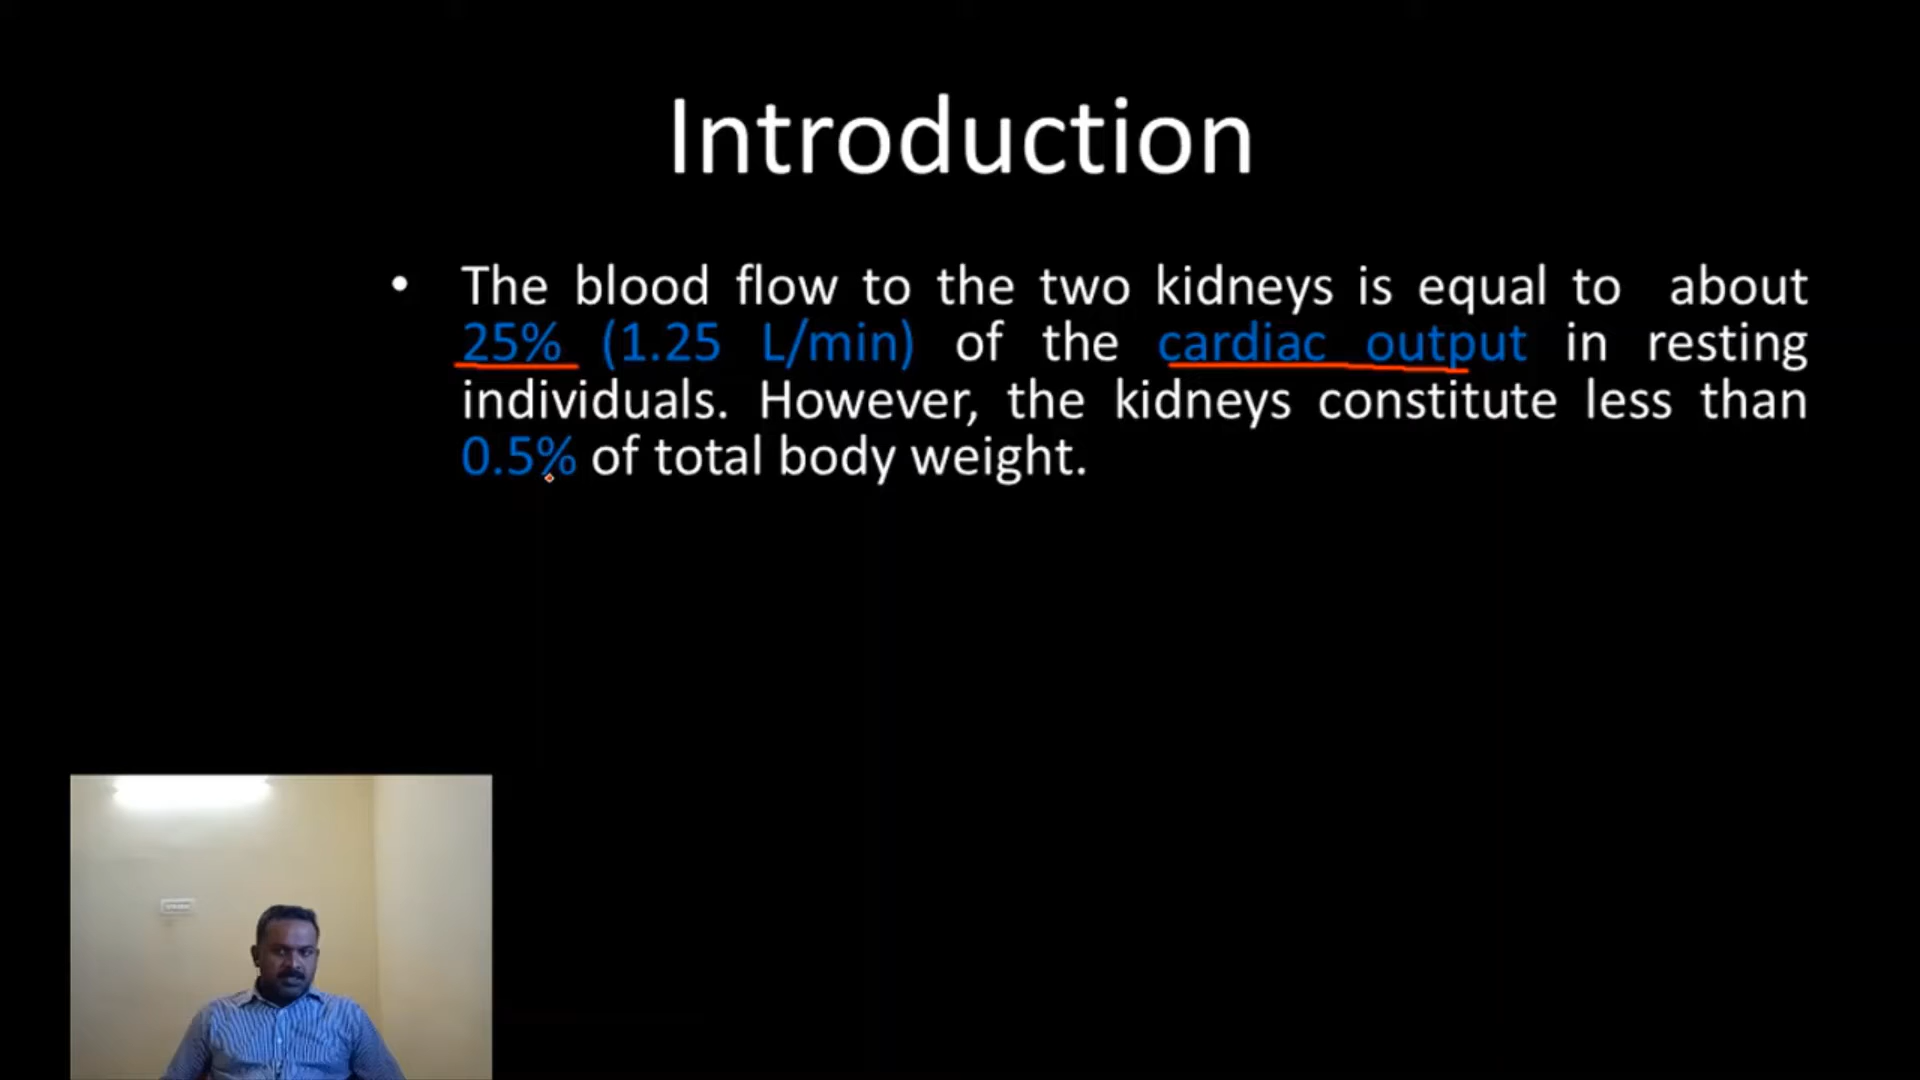 Introduction
• The blood flow to the two kidneys is equal to about
25% (1.25 L/min) of the cardiac output in resting
individuals. However, the kidneys constitute less than
0.5% of total body weight.